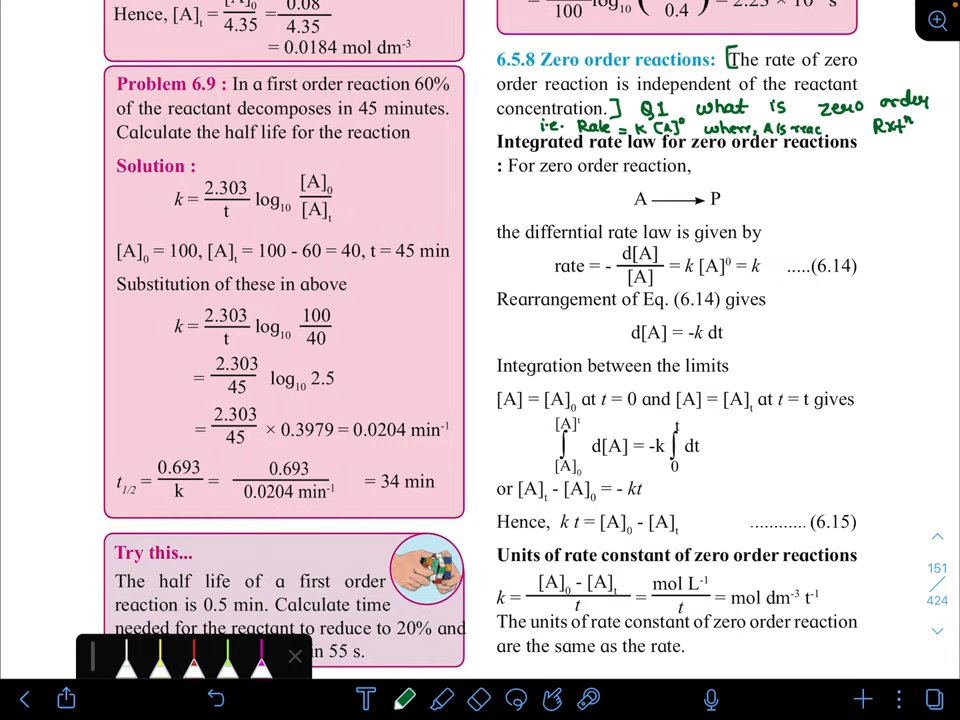 Hence, [A]t = [A]0 / 4.35 = 0.08 / 4.35
= 0.0184 mol dm-3
Problem 6.9 : In a first order reaction 60%
of the reactant decomposes in 45 minutes.
Calculate the half life for the reaction
Solution :
k = 2.303 / t log10 [A]0 / [A]t
[A]0 = 100, [A]t = 100 - 60 = 40, t = 45 min
Substitution of these in above
k = 2.303 / t log10 100 / 40
= 2.303 / 45 log10 2.5
= 2.303 / 45 × 0.3979 = 0.0204 min-1
t1/2 = 0.693 / k = 0.693 / 0.0204 min-1 = 34 min
Try this...
The half life of a first order
reaction is 0.5 min. Calculate time
needed for the reactant to reduce to 20% and
in 55 s.
100 log10 ( 0.4 )
6.5.8 Zero order reactions: [The rate of zero
order reaction is independent of the reactant
concentration.] Q1 what is zero order
i.e. Rate = K [A]0 where, A is reac Rxtn
Integrated rate law for zero order reactions
: For zero order reaction,
A → P
the differntial rate law is given by
rate = - d[A] / [A] = k [A]0 = k .....(6.14)
Rearrangement of Eq. (6.14) gives
d[A] = -k dt
Integration between the limits
[A] = [A]0 at t = 0 and [A] = [A]t at t = t gives
∫[A]0[A]t d[A] = -k ∫0t dt
or [A]t - [A]0 = - kt
Hence, k t = [A]0 - [A]t ............ (6.15)
Units of rate constant of zero order reactions
k = [A]0 - [A]t / t = mol L-1 / t = mol dm-3 t-1
The units of rate constant of zero order reaction
are the same as the rate.
151
424